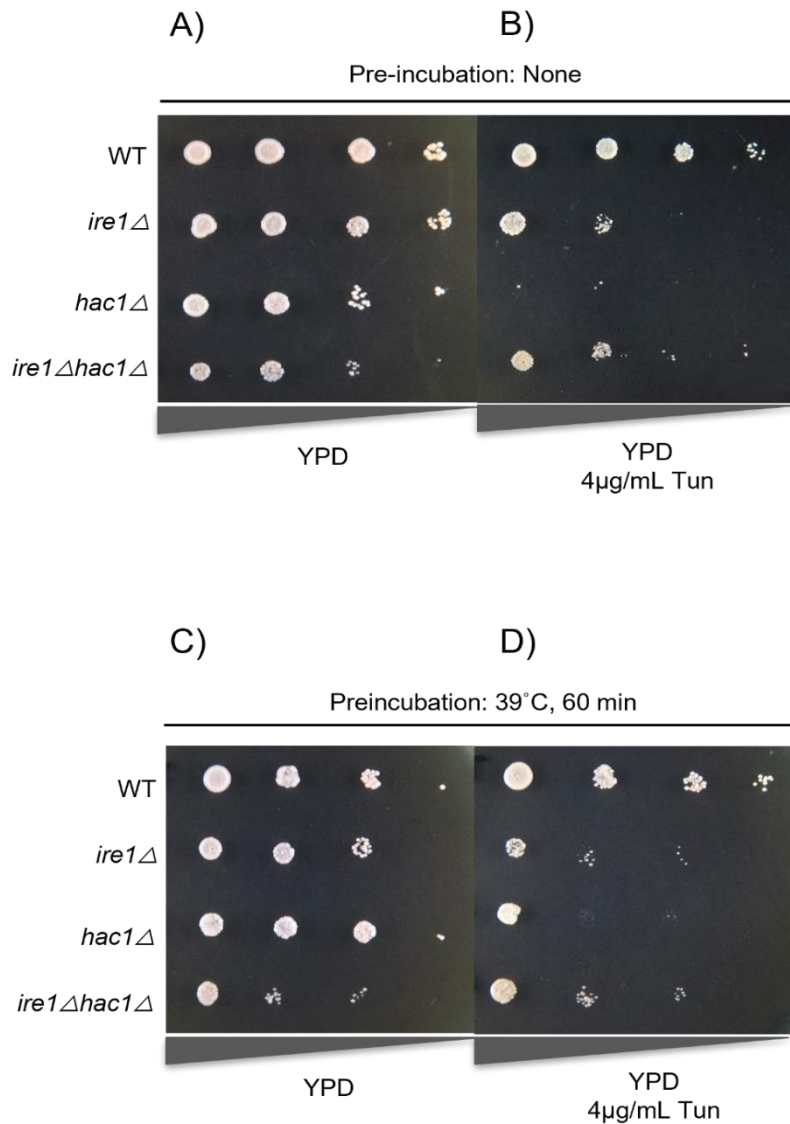 A)
B)
Pre-incubation: None
WT
ire1△
hac1△
ire1△hac1△
YPD
YPD
4µg/mL Tun
C)
D)
Preincubation: 39˚C, 60 min
WT
ire1△
hac1△
ire1△hac1△
YPD
YPD
4µg/mL Tun